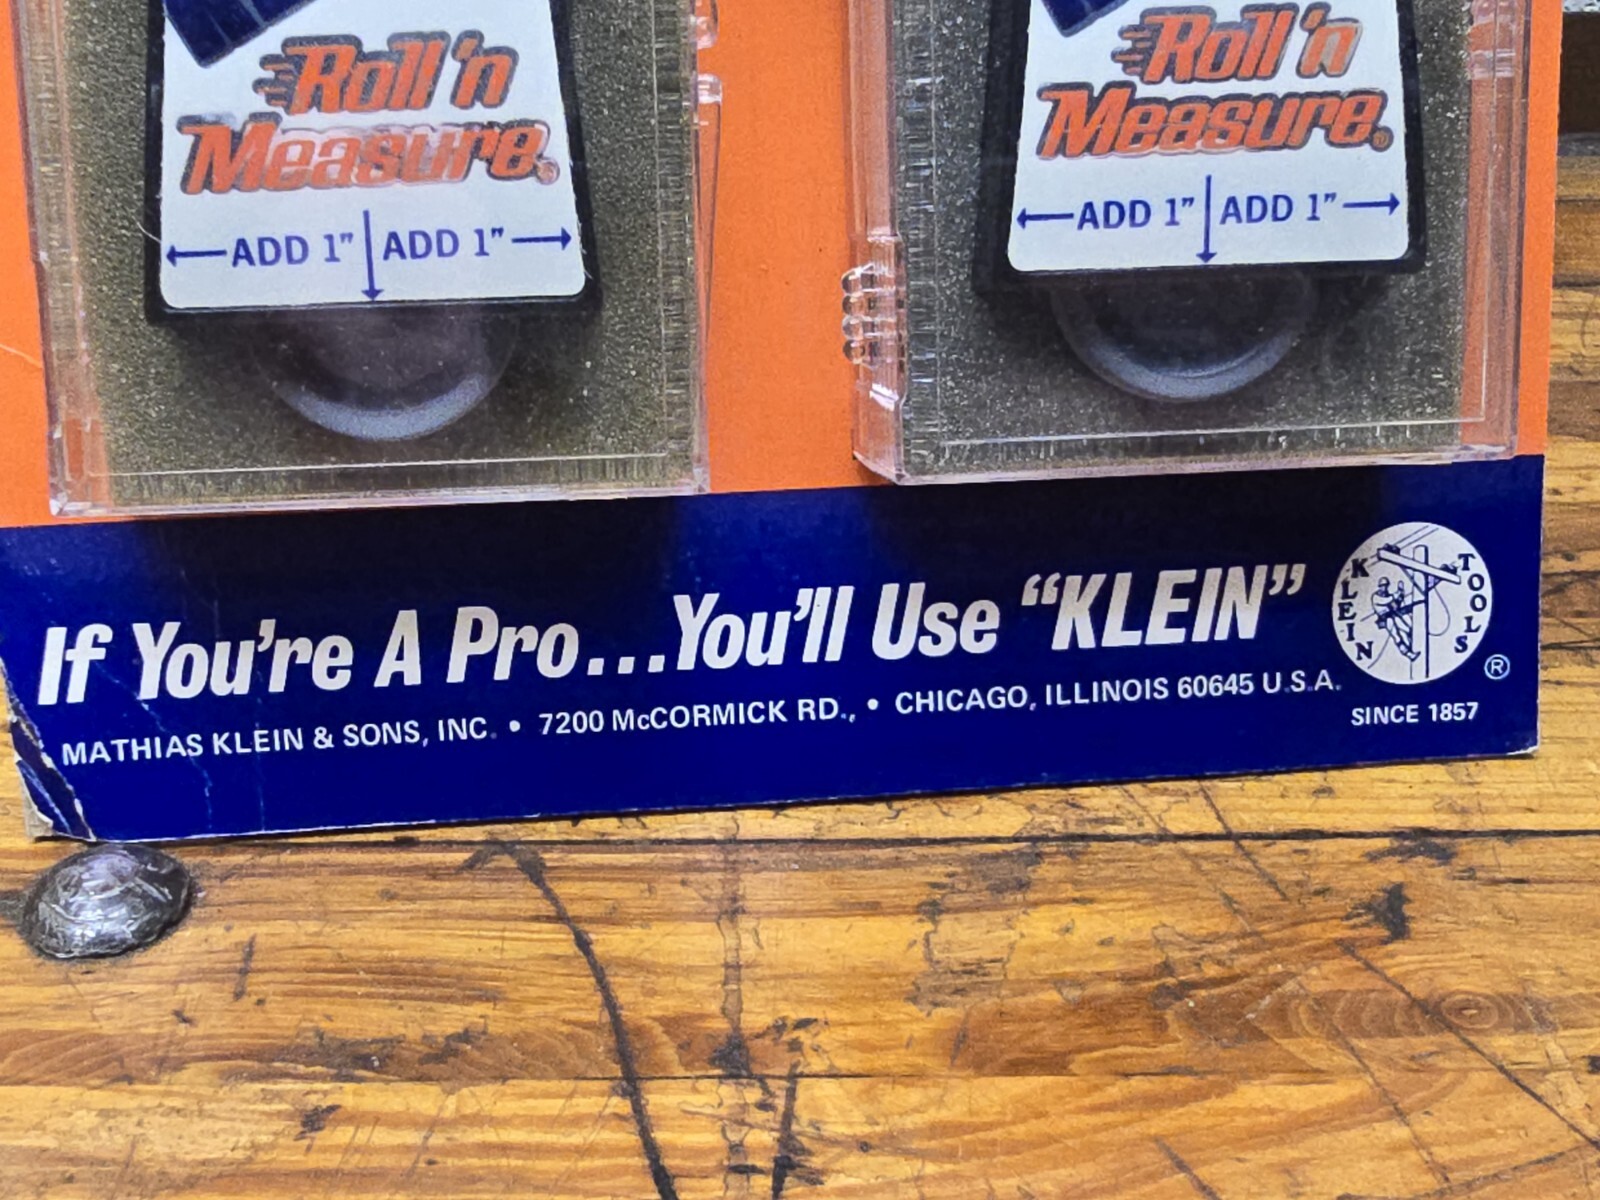 Roll 'n
Measure®
ADD 1" ADD 1"
Roll 'n
Measure®
ADD 1" ADD 1"
If You're A Pro...You'll Use “KLEIN”
MATHIAS KLEIN & SONS, INC. • 7200 McCORMICK RD., • CHICAGO, ILLINOIS 60645 U.S.A.
KLEIN TOOLS
®
SINCE 1857